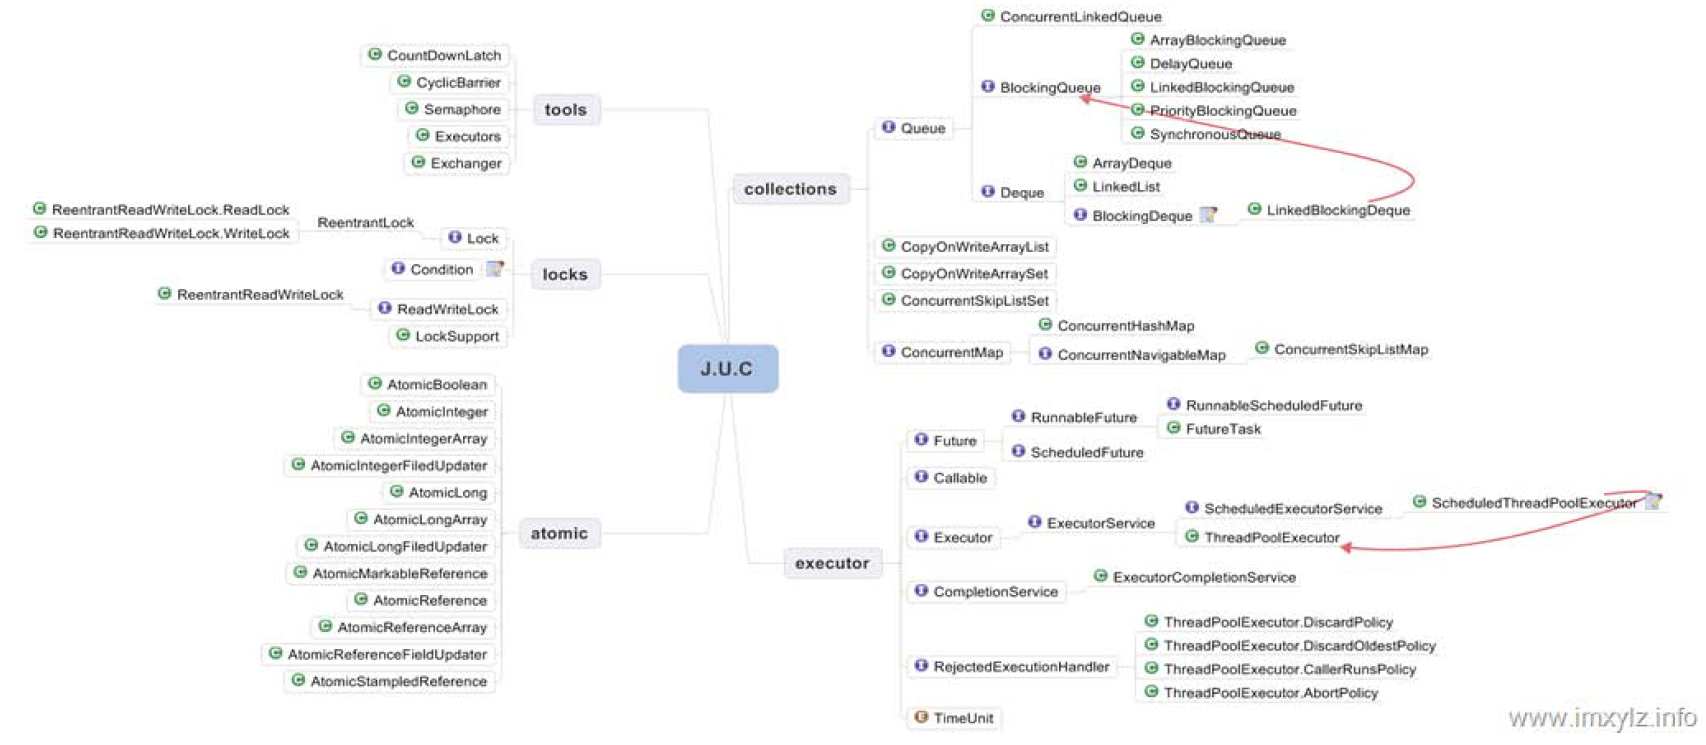 J.U.C
tools
CountDownLatch
CyclicBarrier
Semaphore
Executors
Exchanger
locks
Lock
ReentrantLock
ReentrantReadWriteLock.ReadLock
ReentrantReadWriteLock.WriteLock
Condition
ReadWriteLock
ReentrantReadWriteLock
LockSupport
atomic
AtomicBoolean
AtomicInteger
AtomicIntegerArray
AtomicIntegerFiledUpdater
AtomicLong
AtomicLongArray
AtomicLongFiledUpdater
AtomicMarkableReference
AtomicReference
AtomicReferenceArray
AtomicReferenceFieldUpdater
AtomicStampledReference
collections
Queue
ConcurrentLinkedQueue
BlockingQueue
ArrayBlockingQueue
DelayQueue
LinkedBlockingQueue
PriorityBlockingQueue
SynchronousQueue
Deque
ArrayDeque
LinkedList
BlockingDeque
LinkedBlockingDeque
CopyOnWriteArrayList
CopyOnWriteArraySet
ConcurrentSkipListSet
ConcurrentMap
ConcurrentHashMap
ConcurrentNavigableMap
ConcurrentSkipListMap
executor
Future
RunnableFuture
RunnableScheduledFuture
FutureTask
ScheduledFuture
Callable
Executor
ExecutorService
ScheduledExecutorService
ScheduledThreadPoolExecutor
ThreadPoolExecutor
CompletionService
ExecutorCompletionService
RejectedExecutionHandler
ThreadPoolExecutor.DiscardPolicy
ThreadPoolExecutor.DiscardOldestPolicy
ThreadPoolExecutor.CallerRunsPolicy
ThreadPoolExecutor.AbortPolicy
TimeUnit
www.imxylz.info